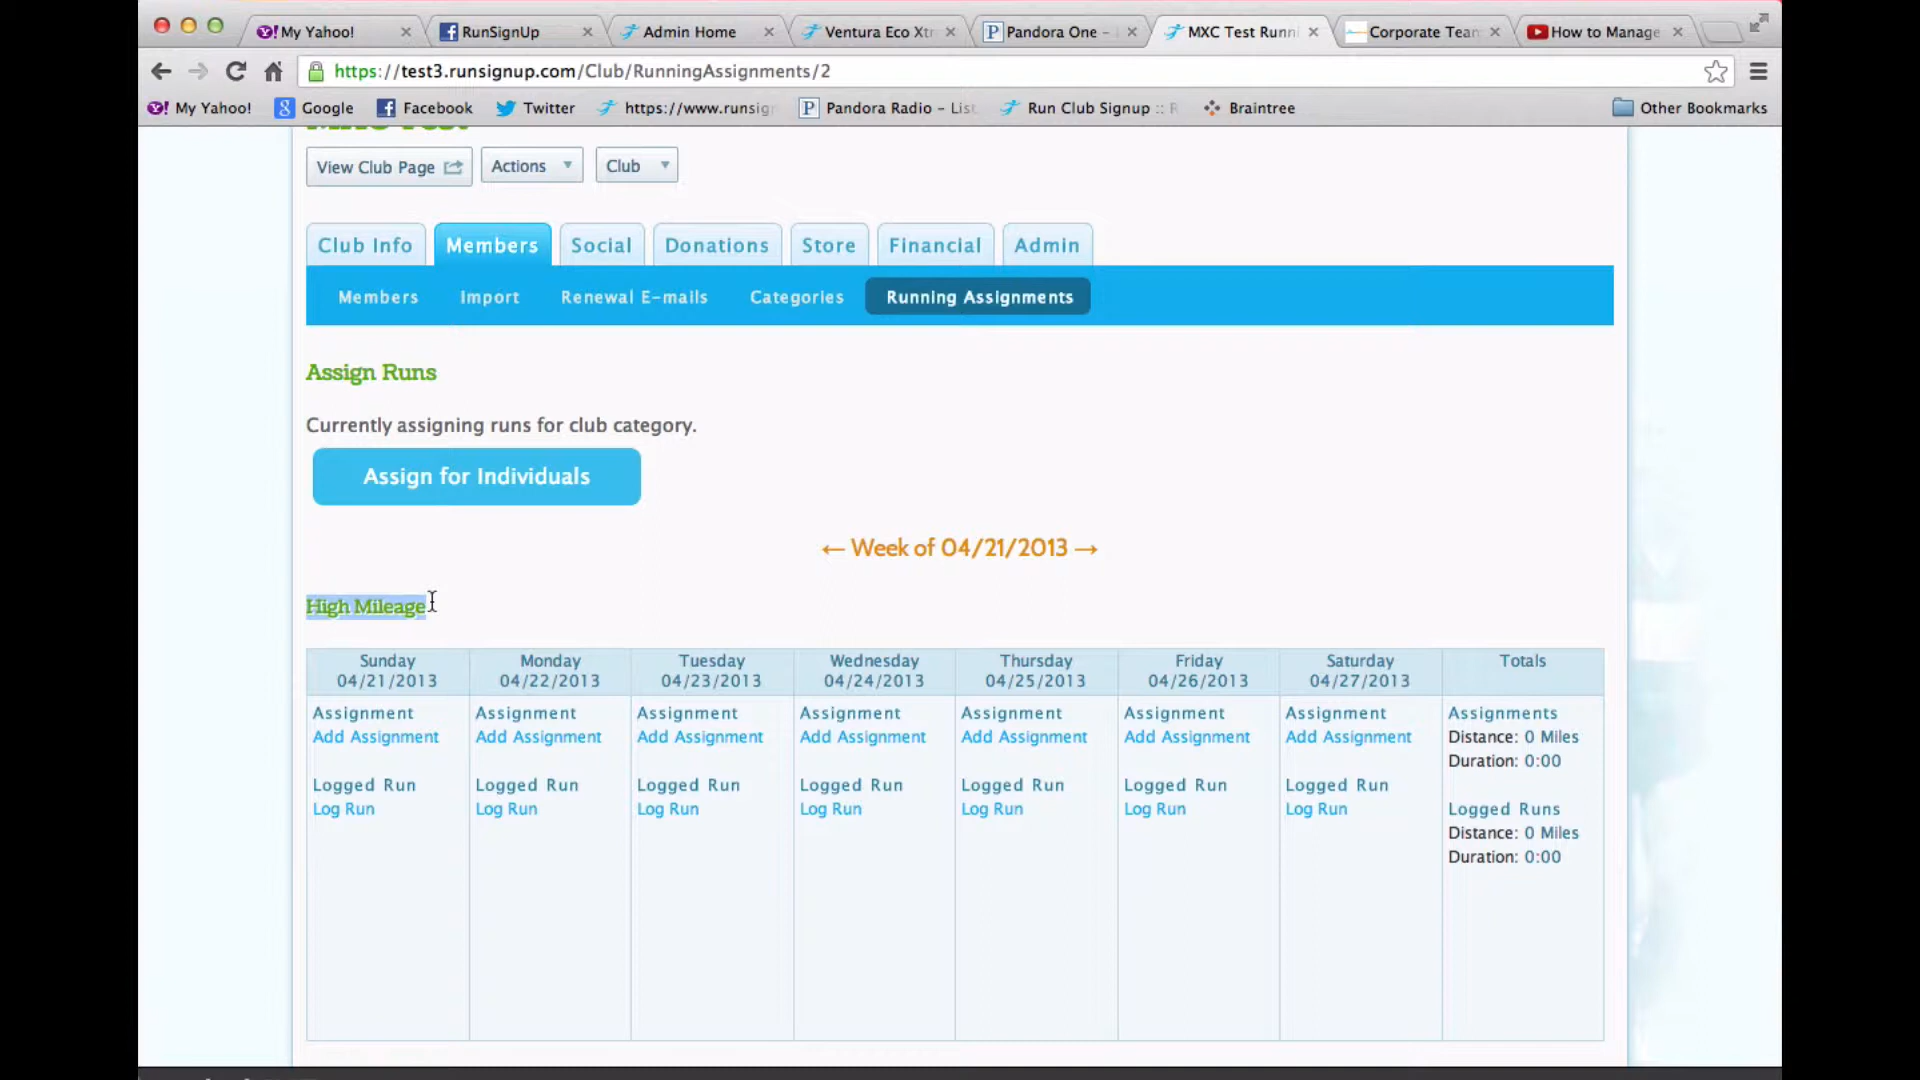 My Yahoo!
RunSignUp
Admin Home
Ventura Eco Xtr
Pandora One –
MXC Test Runni
Corporate Team
How to Manage
https://test3.runsignup.com/Club/RunningAssignments/2
My Yahoo!
Google
Facebook
Twitter
https://www.runsig
Pandora Radio – List
Run Club Signup :: R
Braintree
Other Bookmarks
View Club Page
Actions
Club
Club Info
Members
Social
Donations
Store
Financial
Admin
Members
Import
Renewal E-mails
Categories
Running Assignments
Assign Runs
Currently assigning runs for club category.
Assign for Individuals
← Week of 04/21/2013 →
High Mileage
Sunday
04/21/2013
Monday
04/22/2013
Tuesday
04/23/2013
Wednesday
04/24/2013
Thursday
04/25/2013
Friday
04/26/2013
Saturday
04/27/2013
Totals
Assignment
Add Assignment
Logged Run
Log Run
Assignment
Add Assignment
Logged Run
Log Run
Assignment
Add Assignment
Logged Run
Log Run
Assignment
Add Assignment
Logged Run
Log Run
Assignment
Add Assignment
Logged Run
Log Run
Assignment
Add Assignment
Logged Run
Log Run
Assignment
Add Assignment
Logged Run
Log Run
Assignments
Distance: 0 Miles
Duration: 0:00
Logged Runs
Distance: 0 Miles
Duration: 0:00